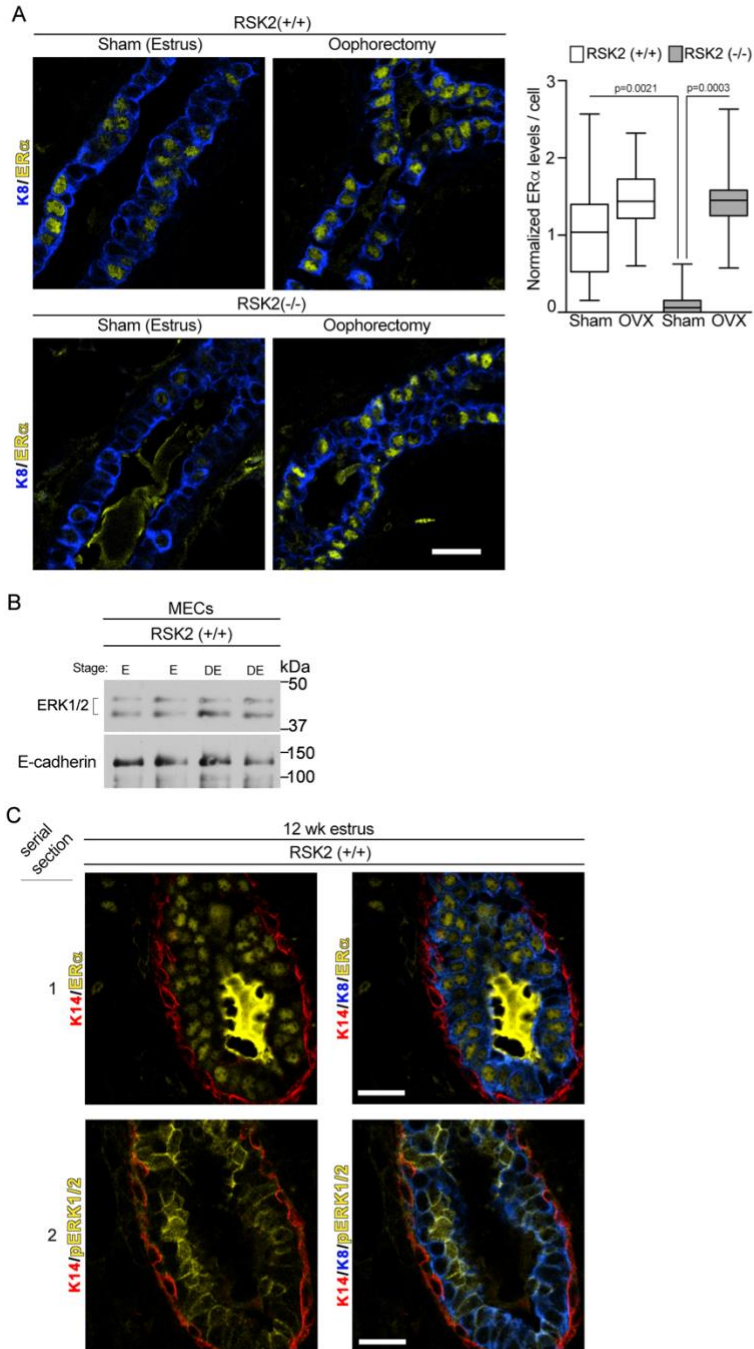 A
RSK2(+/+)
Sham (Estrus) Oophorectomy
K8/ERα
RSK2(-/-)
Sham (Estrus) Oophorectomy
K8/ERα
RSK2 (+/+) RSK2 (-/-)
p=0.0021 p=0.0003
Normalized ERα levels / cell
3
2
1
0
Sham OVX Sham OVX
B
MECs
RSK2 (+/+)
Stage: E E DE DE kDa
ERK1/2
50
37
E-cadherin
150
100
C
serial
section
12 wk estrus
RSK2 (+/+)
1
K14/ERα
K14/K8/ERα
2
K14/pERK1/2
K14/K8/pERK1/2